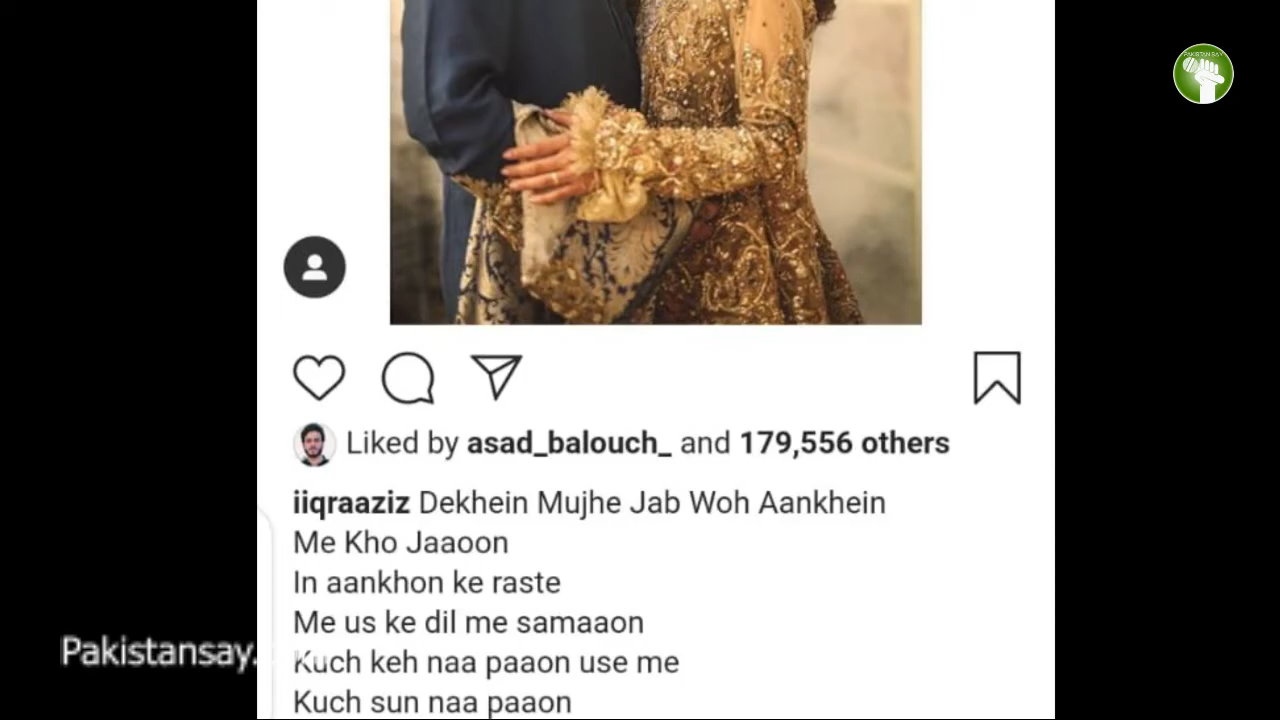 PAKISTANSAY
Liked by asad_balouch_ and 179,556 others
iiqraaziz Dekhein Mujhe Jab Woh Aankhein
Me Kho Jaaoon
In aankhon ke raste
Me us ke dil me samaaon
Pakistansay.
Kuch keh naa paaon use me
Kuch sun naa paaon